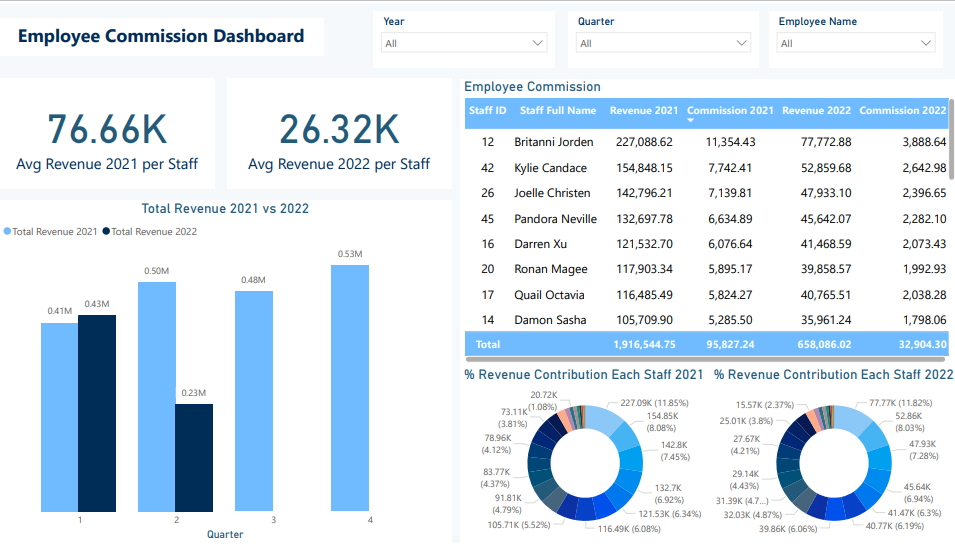 Employee Commission Dashboard
Year
All
Quarter
All
Employee Name
All
76.66K
Avg Revenue 2021 per Staff
26.32K
Avg Revenue 2022 per Staff
Total Revenue 2021 vs 2022
Total Revenue 2021 Total Revenue 2022
0.41M
0.43M
0.50M
0.23M
0.48M
0.53M
1 2 3 4
Quarter
Employee Commission
Staff ID Staff Full Name Revenue 2021 Commission 2021 Revenue 2022 Commission 2022
12 Britanni Jorden 227,088.62 11,354.43 77,772.88 3,888.64
42 Kylie Candace 154,848.15 7,742.41 52,859.68 2,642.98
26 Joelle Christen 142,796.21 7,139.81 47,933.10 2,396.65
45 Pandora Neville 132,697.78 6,634.89 45,642.07 2,282.10
16 Darren Xu 121,532.70 6,076.64 41,468.59 2,073.43
20 Ronan Magee 117,903.34 5,895.17 39,858.57 1,992.93
17 Quail Octavia 116,485.49 5,824.27 40,765.51 2,038.28
14 Damon Sasha 105,709.90 5,285.50 35,961.24 1,798.06
Total 1,916,544.75 95,827.24 658,086.02 32,904.30
% Revenue Contribution Each Staff 2021
227.09K (11.85%)
154.85K
(8.08%)
142.8K
(7.45%)
132.7K
(6.92%)
121.53K (6.34%)
116.49K (6.08%)
105.71K (5.52%)
91.81K
(4.79%)
83.77K
(4.37%)
78.96K
(4.12%)
73.11K
(3.81%)
20.72K
(1.08%)
% Revenue Contribution Each Staff 2022
77.77K (11.82%)
52.86K
(8.03%)
47.93K
(7.28%)
45.64K
(6.94%)
41.47K (6.3%)
40.77K (6.19%)
39.86K (6.06%)
32.03K (4.87%)
31.39K (4.7...)
29.14K
(4.43%)
27.67K
(4.21%)
25.01K (3.8%)
15.57K (2.37%)